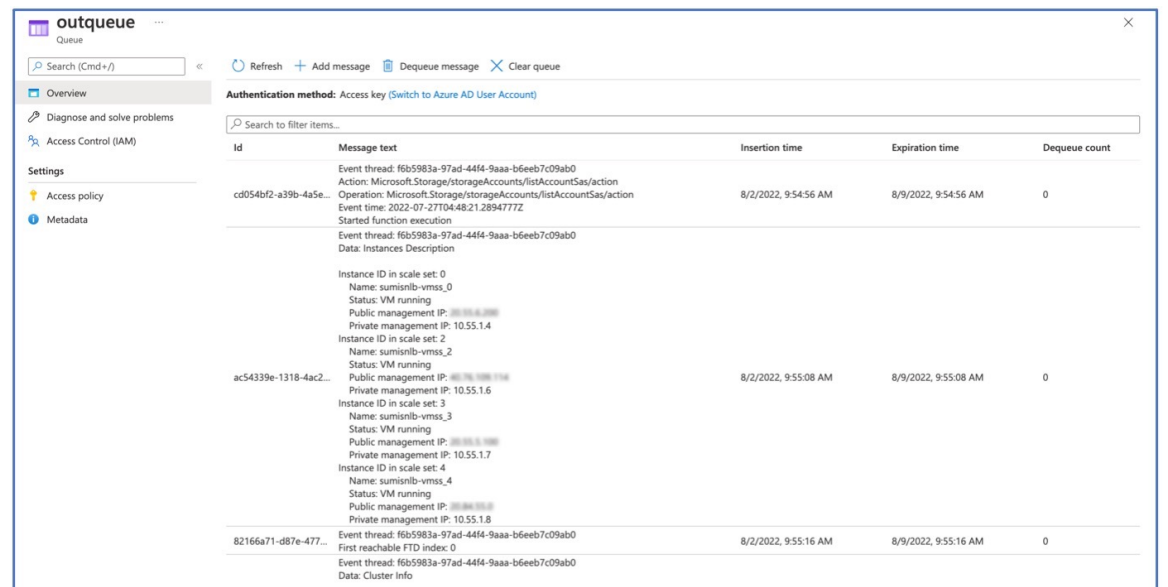 outqueue ...
Queue
Search (Cmd+/)
«
Refresh
Add message
Dequeue message
Clear queue
Overview
Diagnose and solve problems
Access Control (IAM)
Settings
Access policy
Metadata
Authentication method: Access key (Switch to Azure AD User Account)
Search to filter items...
Id Message text Insertion time Expiration time Dequeue count
Event thread: f6b5983a-97ad-44f4-9aaa-b6eeb7c09ab0
Action: Microsoft.Storage/storageAccounts/listAccountSas/action
cd054bf2-a39b-4a5e... Operation: Microsoft.Storage/storageAccounts/listAccountSas/action 8/2/2022, 9:54:56 AM 8/9/2022, 9:54:56 AM 0
Event time: 2022-07-27T04:48:21.2894777Z
Started function execution
Event thread: f6b5983a-97ad-44f4-9aaa-b6eeb7c09ab0
Data: Instances Description
Instance ID in scale set: 0
Name: sumisnlb-vmss_0
Status: VM running
Public management IP:
Private management IP: 10.55.1.4
Instance ID in scale set: 2
Name: sumisnlb-vmss_2
Status: VM running
ac54339e-1318-4ac2... Public management IP: 8/2/2022, 9:55:08 AM 8/9/2022, 9:55:08 AM 0
Private management IP: 10.55.1.6
Instance ID in scale set: 3
Name: sumisnlb-vmss_3
Status: VM running
Public management IP:
Private management IP: 10.55.1.7
Instance ID in scale set: 4
Name: sumisnlb-vmss_4
Status: VM running
Public management IP:
Private management IP: 10.55.1.8
Event thread: f6b5983a-97ad-44f4-9aaa-b6eeb7c09ab0
82166a71-d87e-477... First reachable FTD index: 0 8/2/2022, 9:55:16 AM 8/9/2022, 9:55:16 AM 0
Event thread: f6b5983a-97ad-44f4-9aaa-b6eeb7c09ab0
Data: Cluster Info